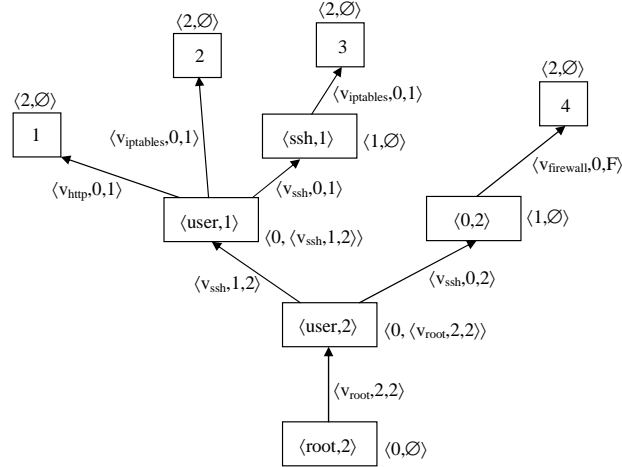 ⟨2,∅⟩
⟨2,∅⟩
3
2
⟨2,∅⟩
⟨2,∅⟩
4
1
⟨v_iptables,0,1⟩
⟨v_iptables,0,1⟩
⟨ssh,1⟩
⟨1,∅⟩
⟨v_firewall,0,F⟩
⟨v_http,0,1⟩
⟨v_ssh,0,1⟩
⟨user,1⟩
⟨0, ⟨v_ssh,1,2⟩⟩
⟨0,2⟩
⟨1,∅⟩
⟨v_ssh,1,2⟩
⟨v_ssh,0,2⟩
⟨user,2⟩
⟨0, ⟨v_root,2,2⟩⟩
⟨v_root,2,2⟩
⟨root,2⟩
⟨0,∅⟩